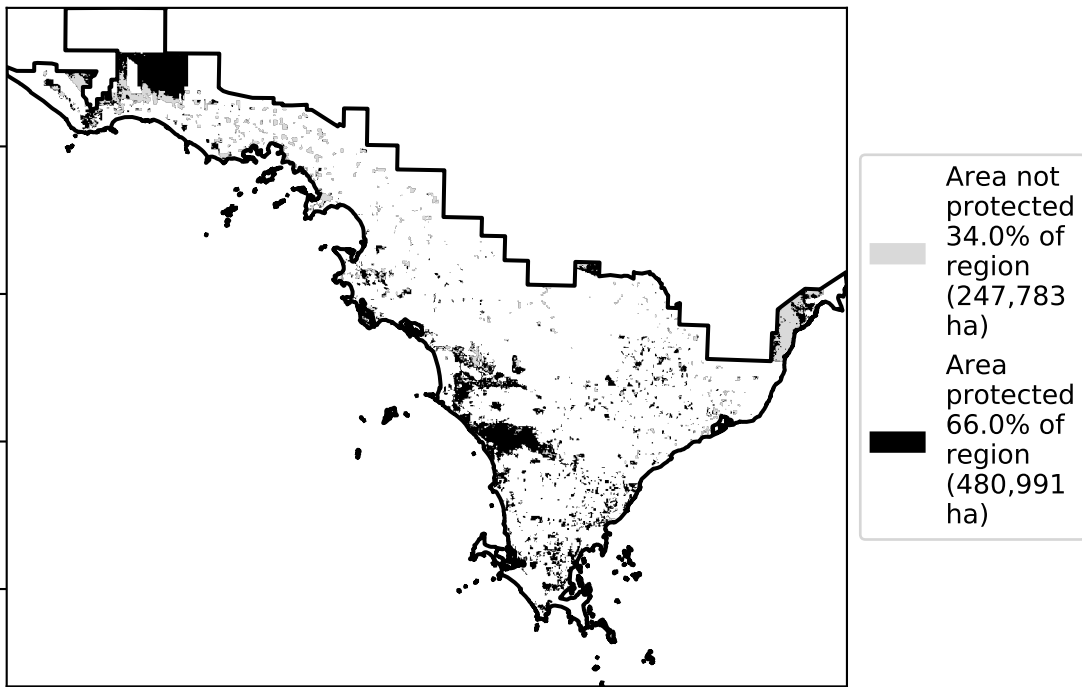 Area not
protected
34.0% of
region
(247,783
ha)
Area
protected
66.0% of
region
(480,991
ha)